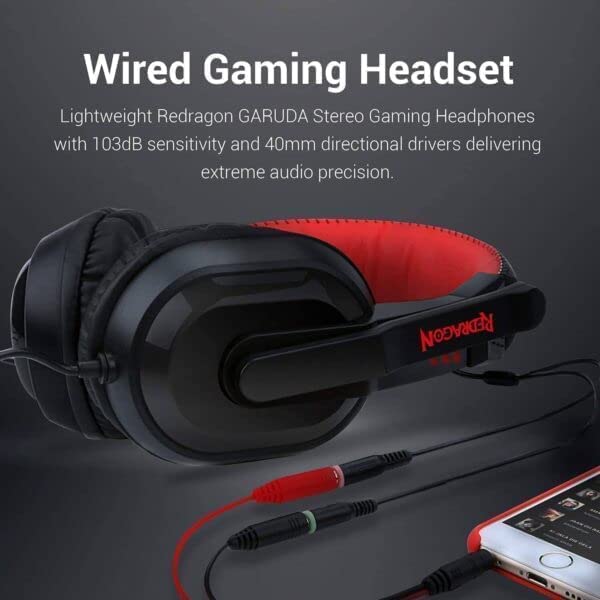 Wired Gaming Headset
Lightweight Redragon GARUDA Stereo Gaming Headphones
with 103dB sensitivity and 40mm directional drivers delivering
extreme audio precision.
REDRAGON